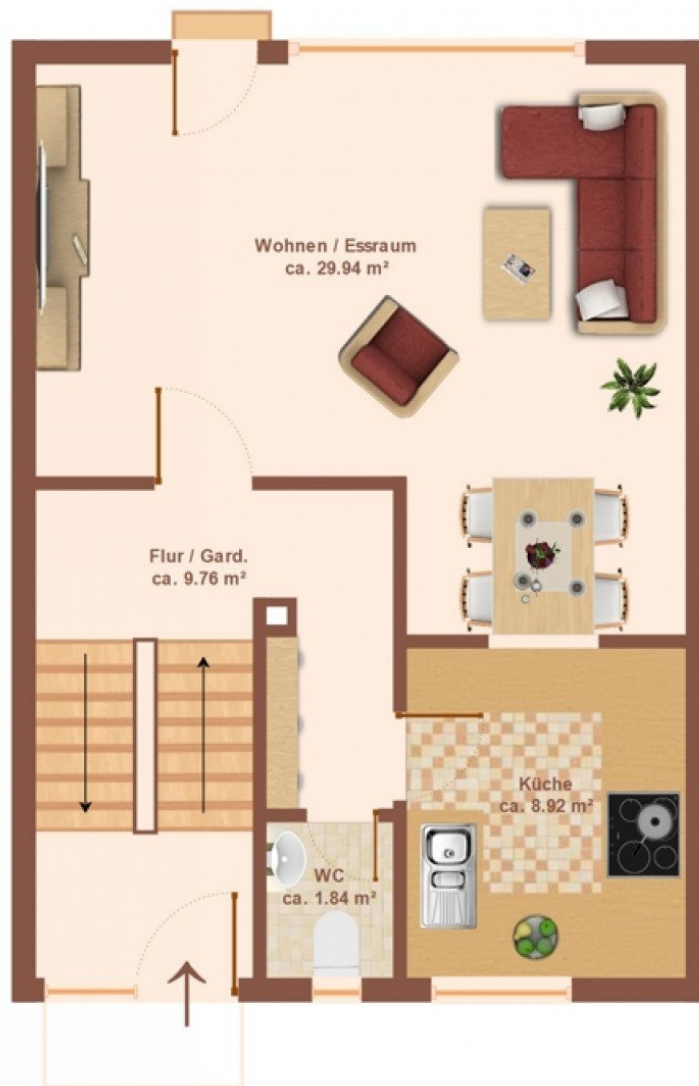 Wohnen / Essraum
ca. 29.94 m²
Flur / Gard.
ca. 9.76 m²
Küche
ca. 8.92 m²
WC
ca. 1.84 m²